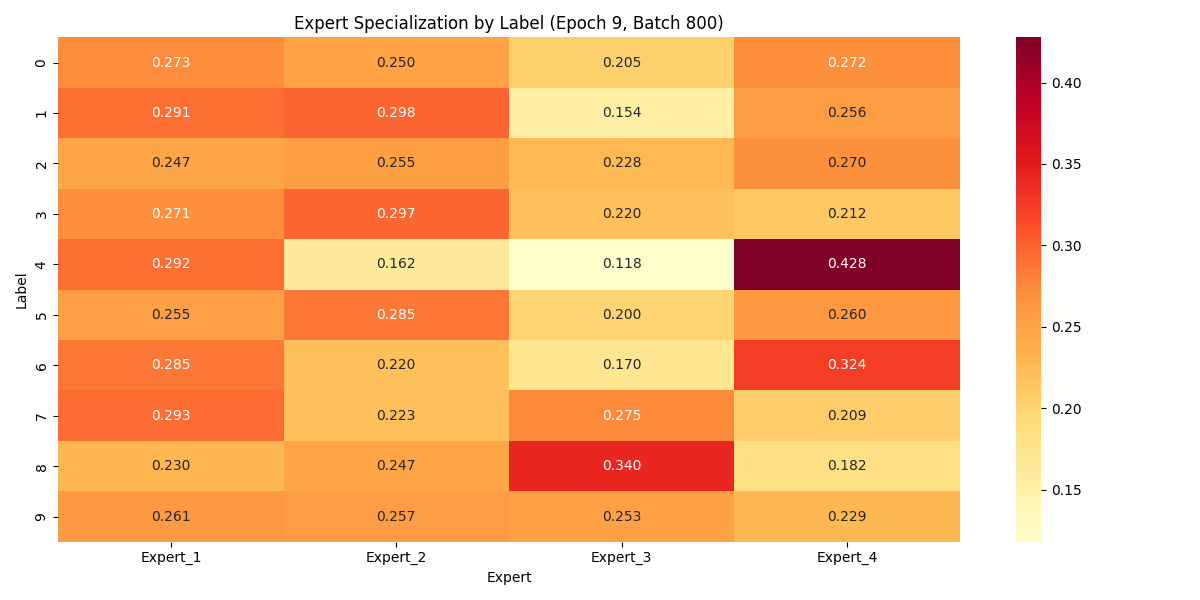 Expert Specialization by Label (Epoch 9, Batch 800)
0 0.273 0.250 0.205 0.272
1 0.291 0.298 0.154 0.256
2 0.247 0.255 0.228 0.270
3 0.271 0.297 0.220 0.212
4 0.292 0.162 0.118 0.428
5 0.255 0.285 0.200 0.260
6 0.285 0.220 0.170 0.324
7 0.293 0.223 0.275 0.209
8 0.230 0.247 0.340 0.182
9 0.261 0.257 0.253 0.229
Label
Expert_1 Expert_2 Expert_3 Expert_4
Expert
0.40
0.35
0.30
0.25
0.20
0.15